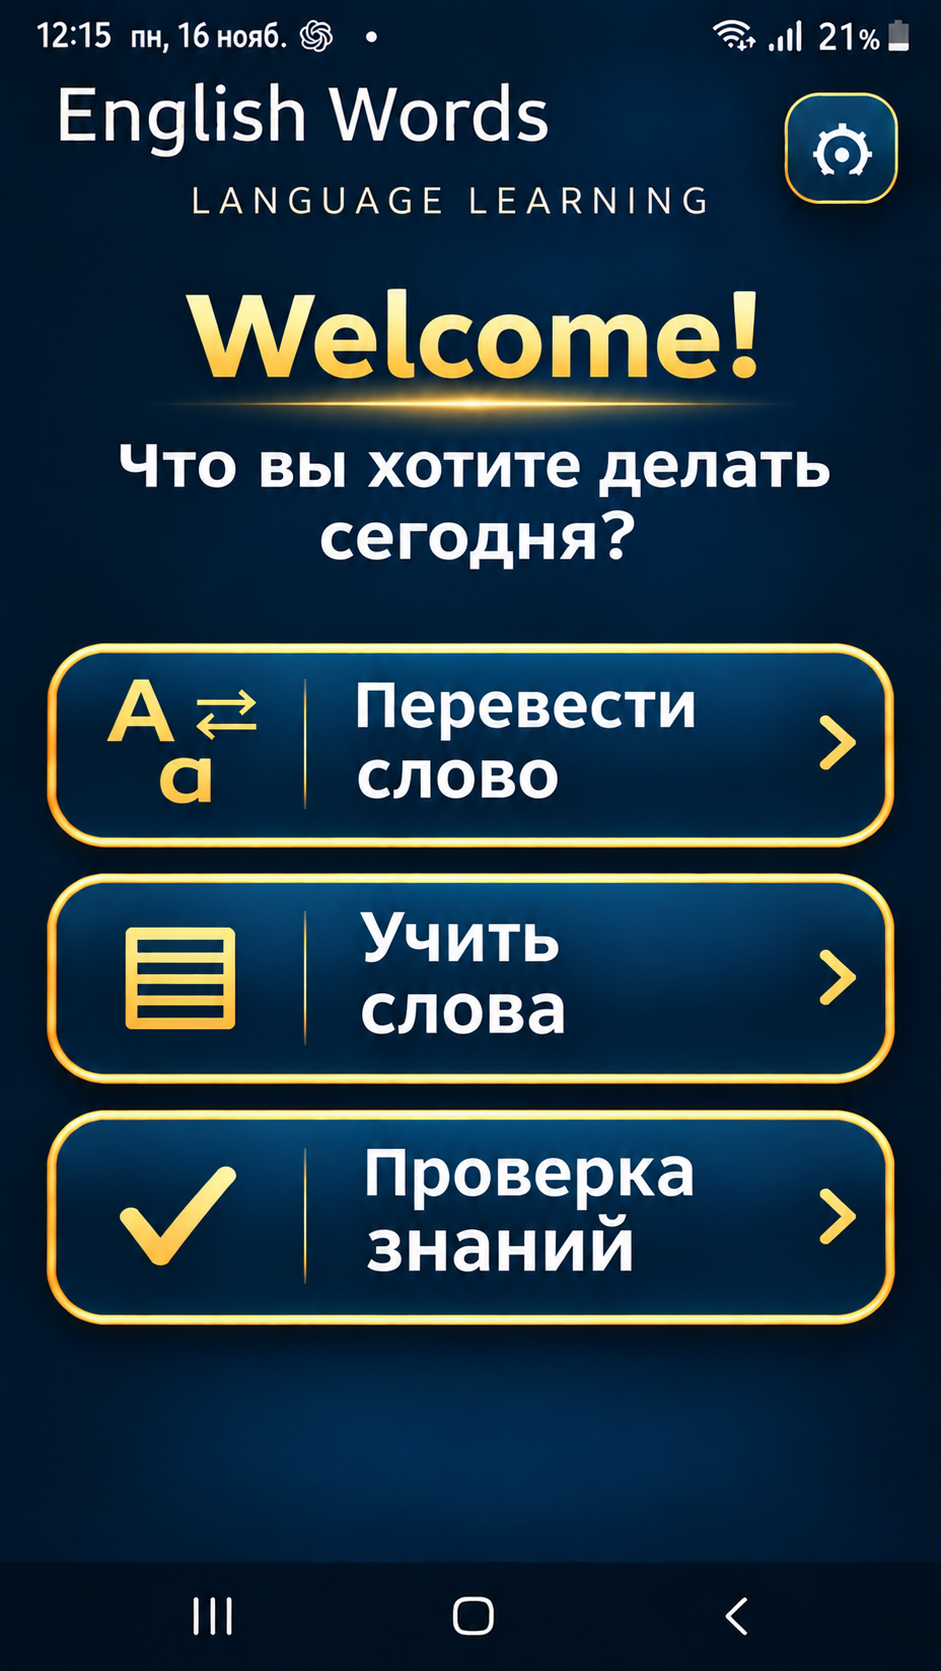 12:15 пн, 16 нояб. 21%
English Words
LANGUAGE LEARNING
Welcome!
Что вы хотите делать
сегодня?
A
a
Перевести
слово
Учить
слова
Проверка
знаний